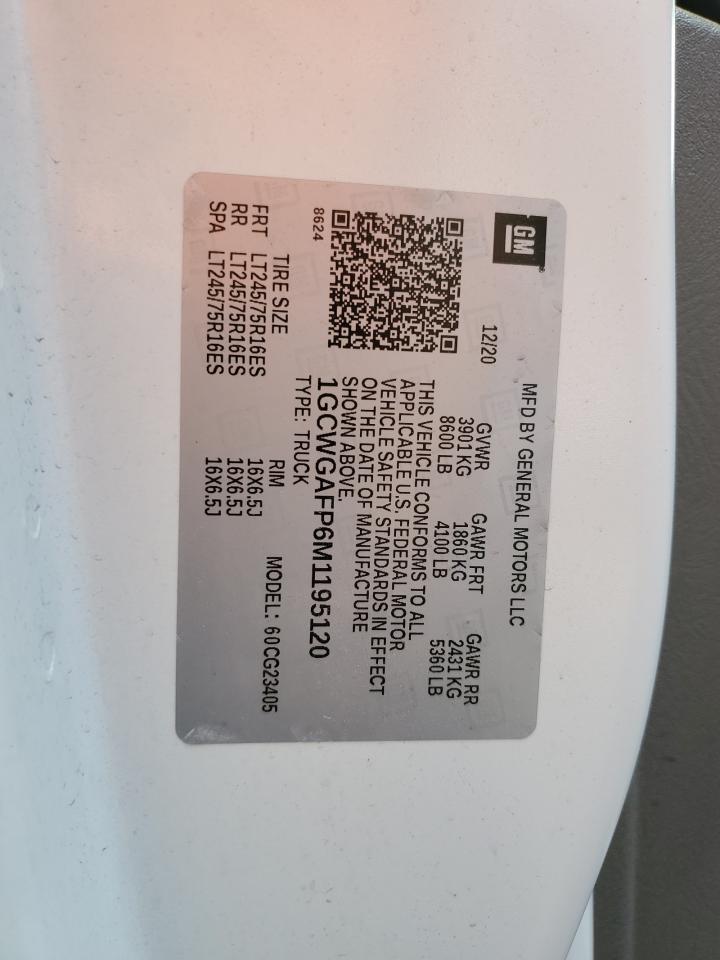 GM
MFD BY GENERAL MOTORS LLC
12/20
GVWR GAWR FRT GAWR RR
3901 KG 1860 KG 2431 KG
8600 LB 4100 LB 5360 LB
THIS VEHICLE CONFORMS TO ALL
APPLICABLE U.S. FEDERAL MOTOR
VEHICLE SAFETY STANDARDS IN EFFECT
ON THE DATE OF MANUFACTURE
SHOWN ABOVE.
8624
1GCWGAFP6M1195120
TYPE: TRUCK
MODEL: 60CG23405
TIRE SIZE RIM
FRT LT245/75R16ES 16X6.5J
RR LT245/75R16ES 16X6.5J
SPA LT245/75R16ES 16X6.5J